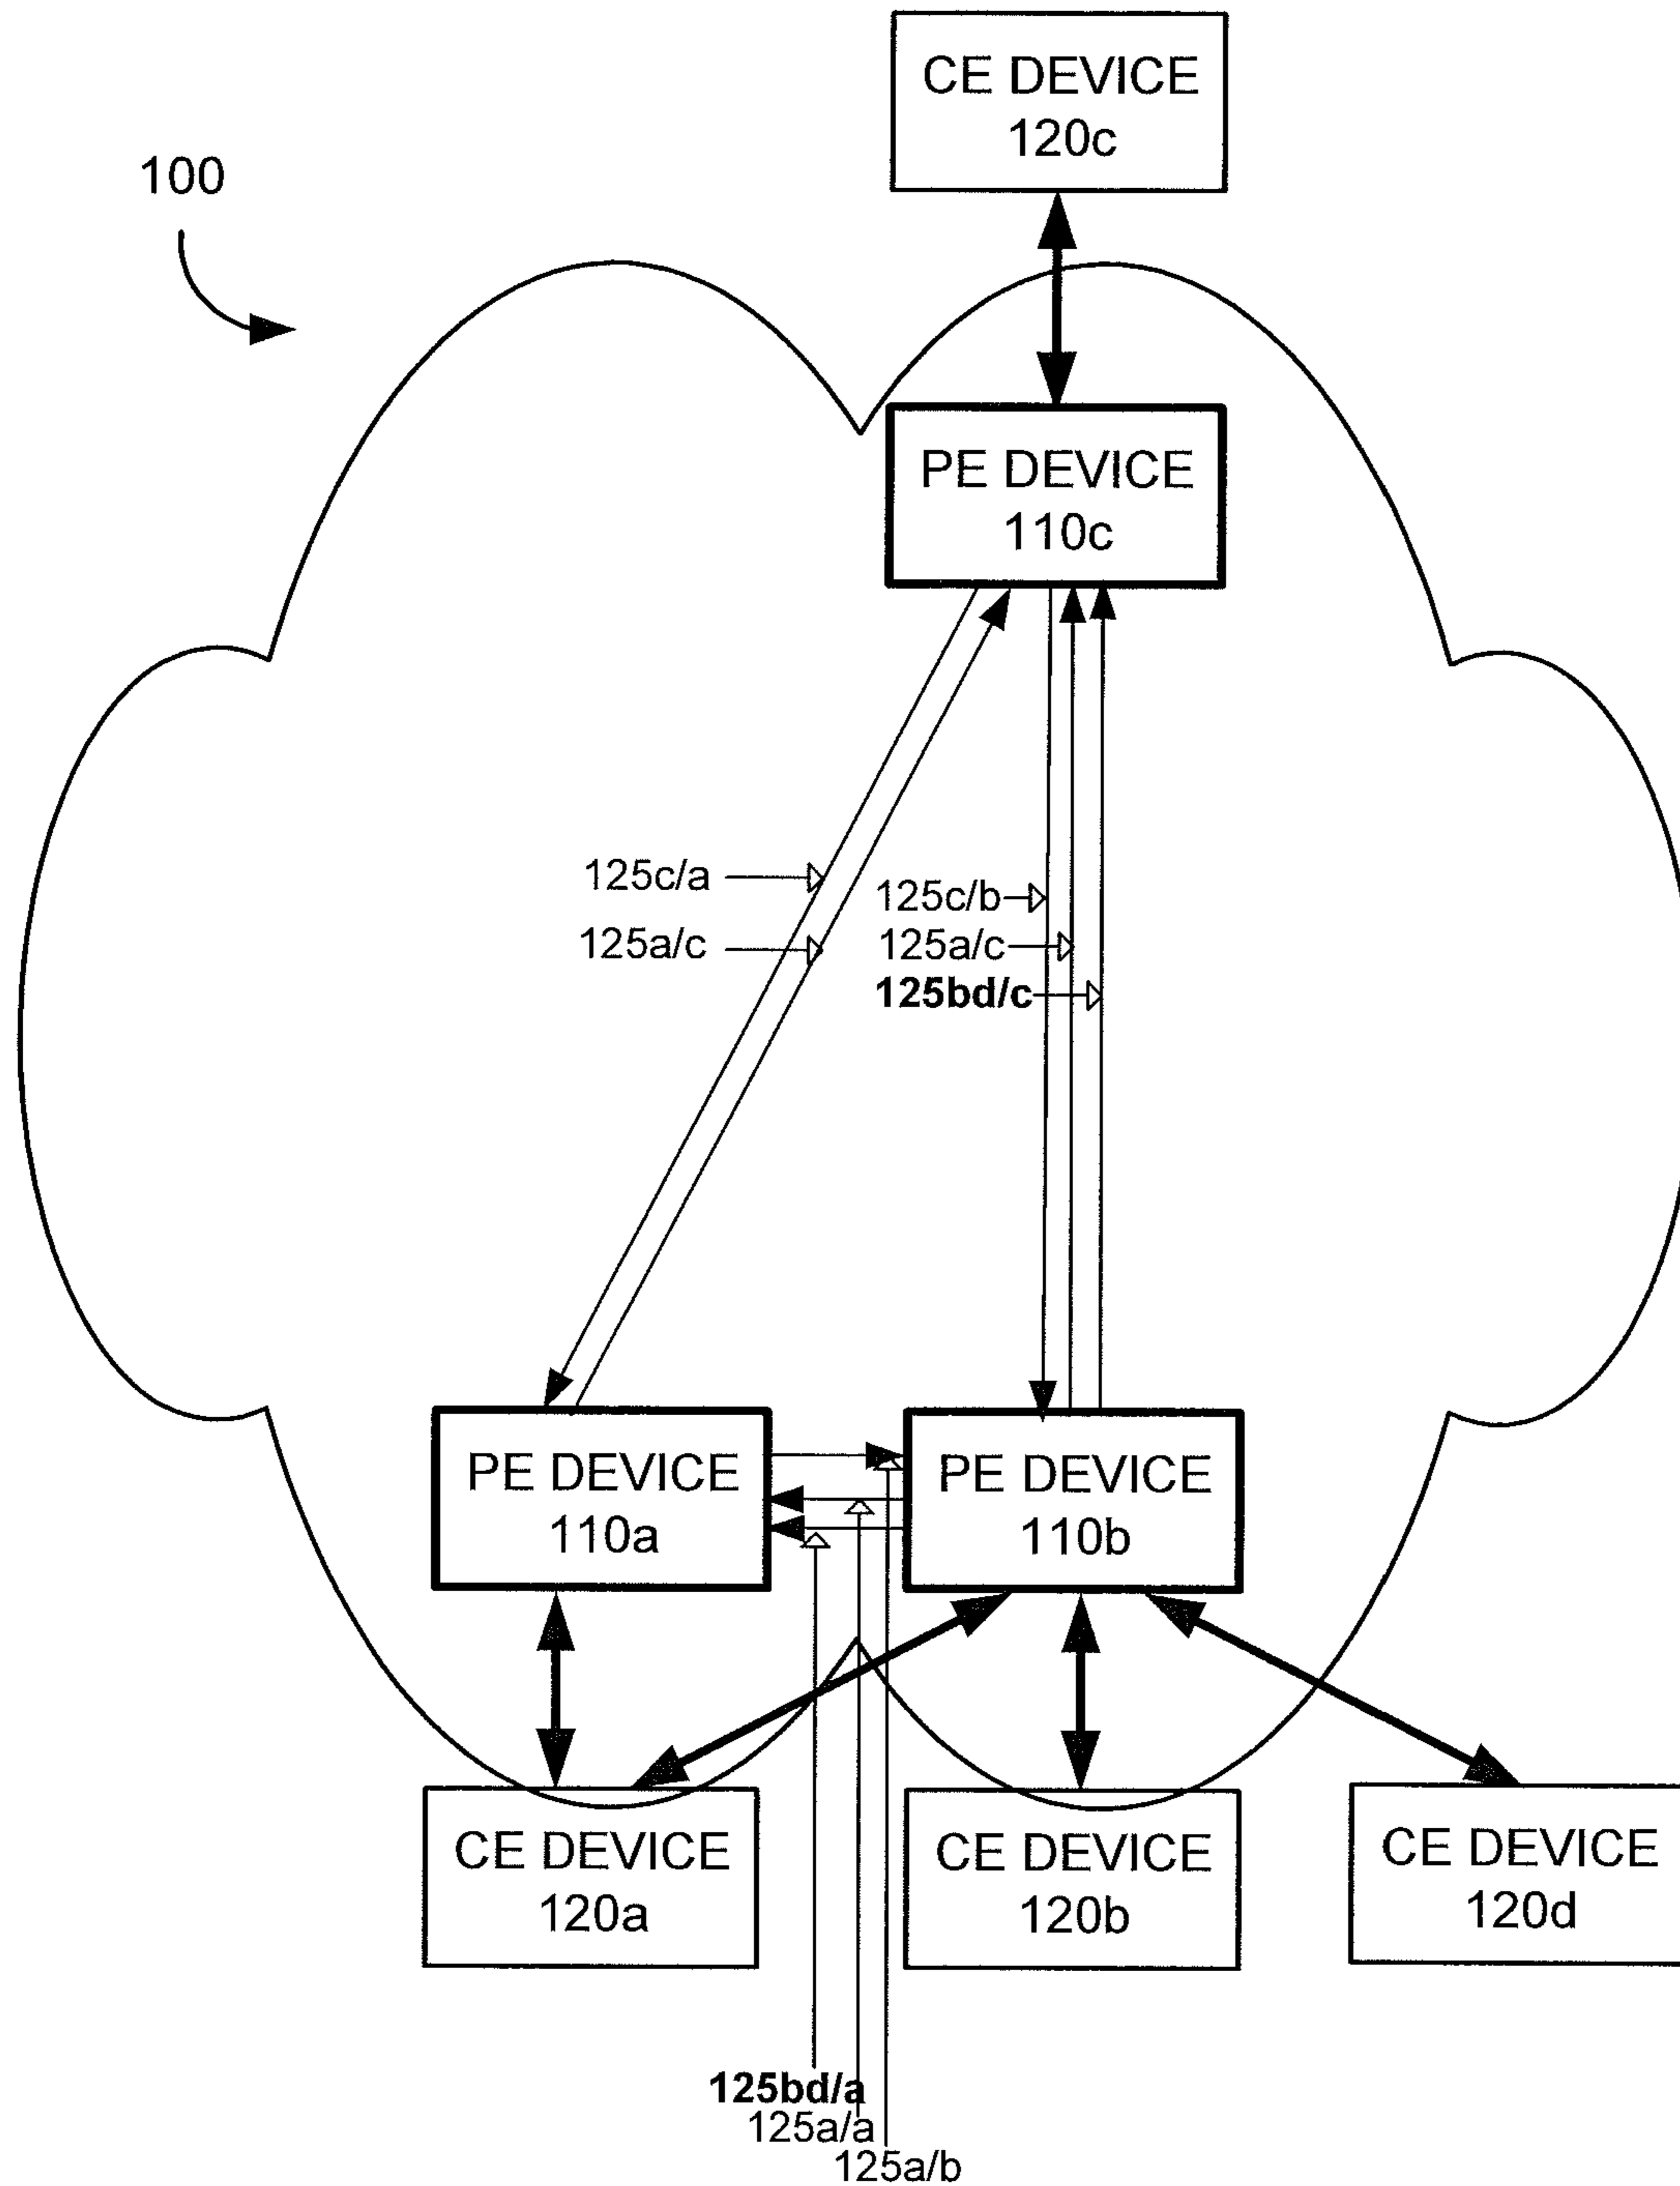 CE DEVICE
120c
100
PE DEVICE
110c
125c/a
125c/b
125a/c
125a/c
125bd/c
PE DEVICE
110a
PE DEVICE
110b
CE DEVICE
120a
CE DEVICE
120b
CE DEVICE
120d
125bd/a
125a/a
125a/b